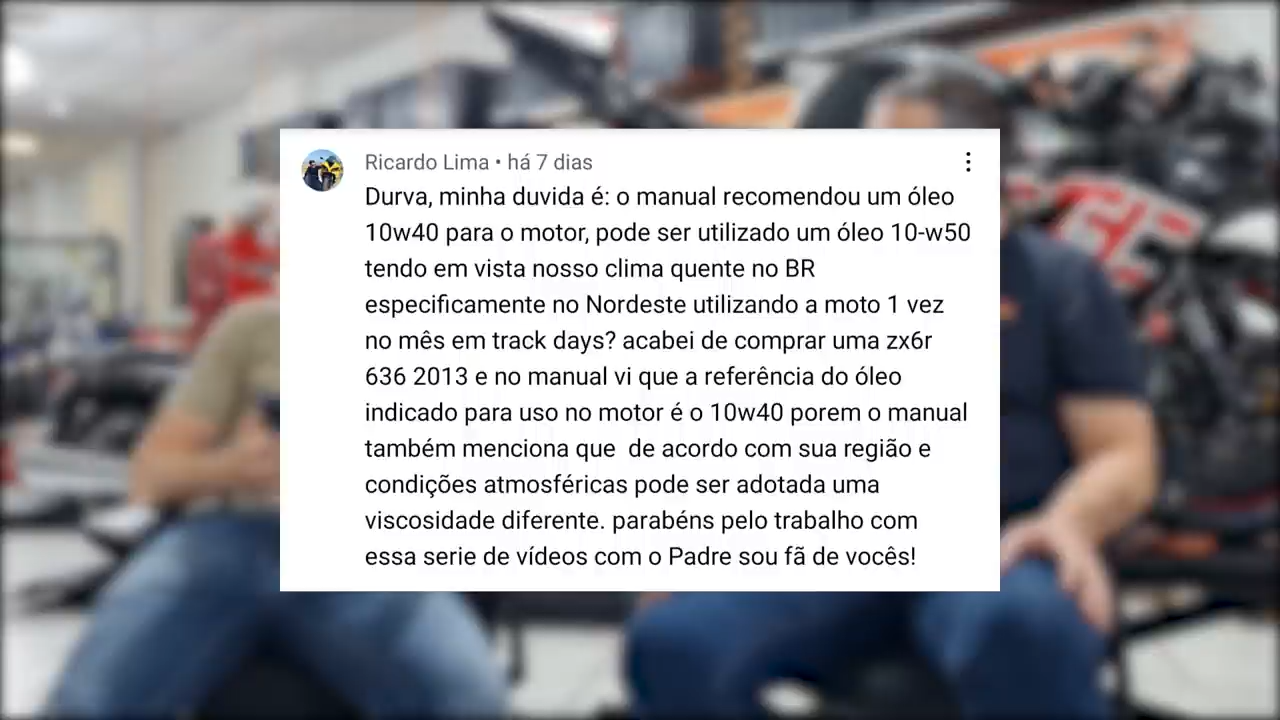 Ricardo Lima • há 7 dias
Durva, minha duvida é: o manual recomendou um óleo
10w40 para o motor, pode ser utilizado um óleo 10-w50
tendo em vista nosso clima quente no BR
especificamente no Nordeste utilizando a moto 1 vez
no mês em track days? acabei de comprar uma zx6r
636 2013 e no manual vi que a referência do óleo
indicado para uso no motor é o 10w40 porem o manual
também menciona que  de acordo com sua região e
condições atmosféricas pode ser adotada uma
viscosidade diferente. parabéns pelo trabalho com
essa serie de vídeos com o Padre sou fã de vocês!